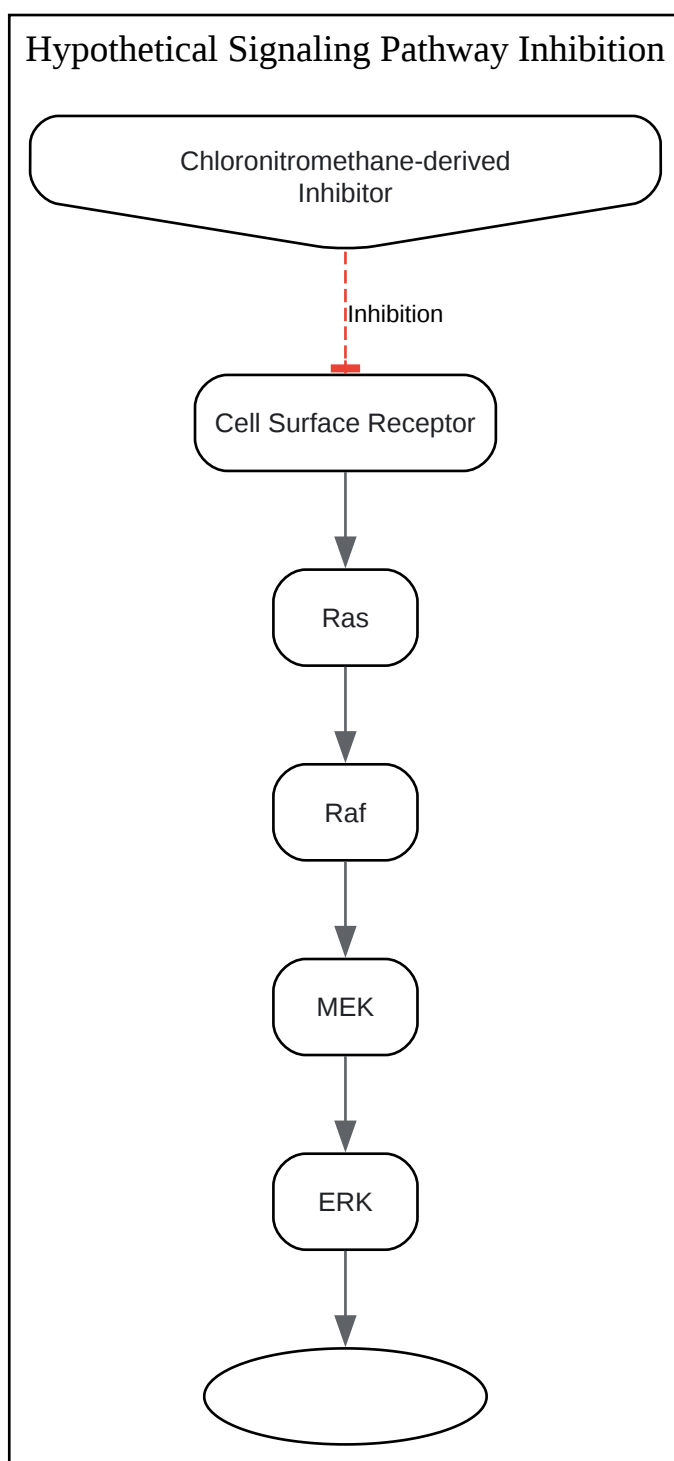 Hypothetical Signaling Pathway Inhibition
Chloronitromethane-derived
Inhibitor
Inhibition
Cell Surface Receptor
Ras
Raf
MEK
ERK